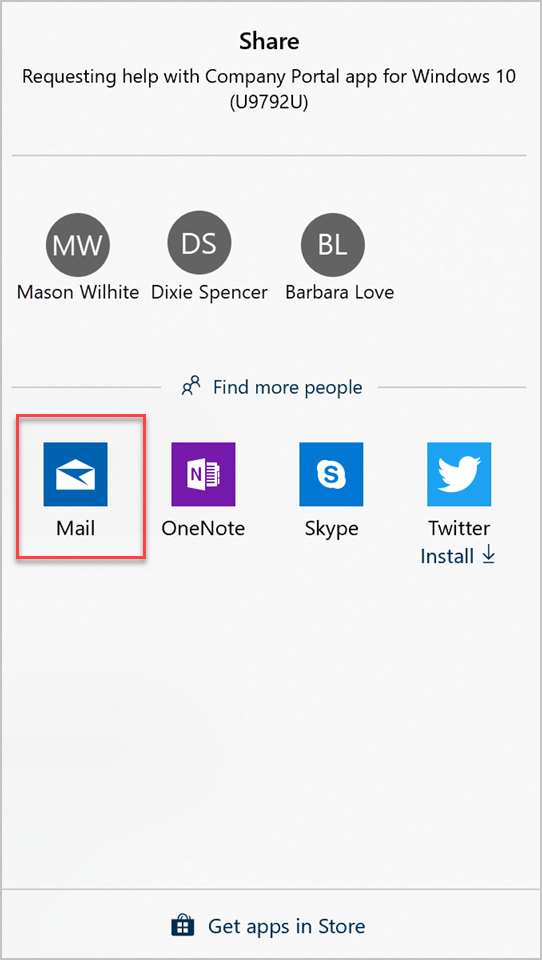 Share
Requesting help with Company Portal app for Windows 10
(U9792U)
MW DS BL
Mason Wilhite Dixie Spencer Barbara Love
Find more people
N S
Mail OneNote Skype Twitter
Install
Get apps in Store